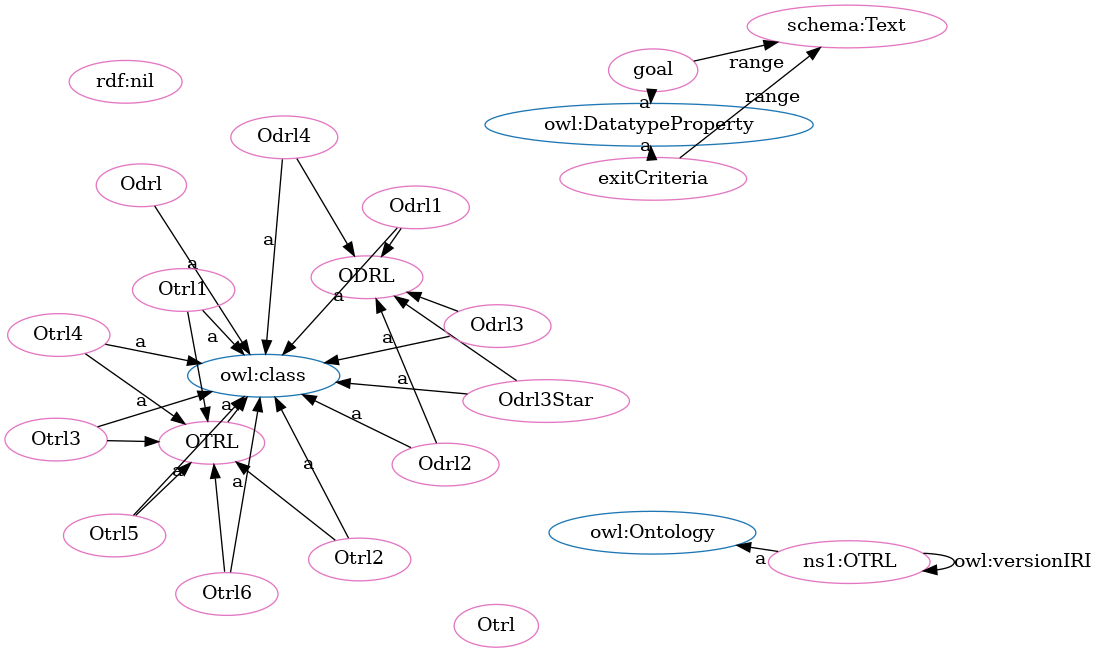 schema:Text
goal
range
rdf:nil
range
a
owl:DatatypeProperty
Odrl4
a
exitCriteria
Odrl
Odrl1
a
a
ODRL
Otrl1
a
Odrl3
Otrl4
a
a
a
owl:class
a
Odrl3Star
a
a
a
Otrl3
OTRL
Odrl2
a
a
a
Otrl5
owl:Ontology
Otrl2
a
ns1:OTRL
owl:versionIRI
Otrl6
Otrl